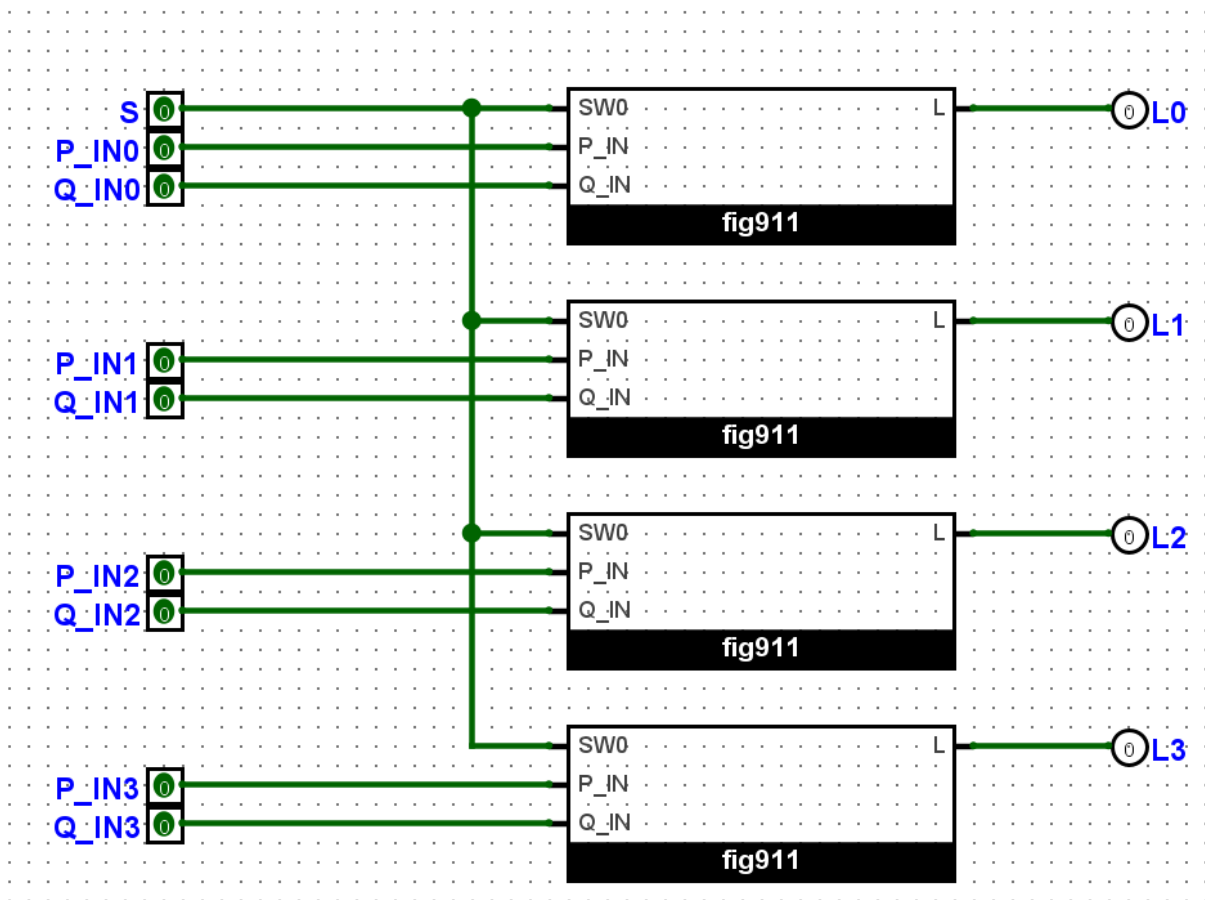 S 0 SW0 L 0 L0
P_IN0 0 P_IN
Q_IN0 0 Q_IN
fig911
SW0 L 0 L1
P_IN1 0 P_IN
Q_IN1 0 Q_IN
fig911
SW0 L 0 L2
P_IN2 0 P_IN
Q_IN2 0 Q_IN
fig911
SW0 L 0 L3
P_IN3 0 P_IN
Q_IN3 0 Q_IN
fig911